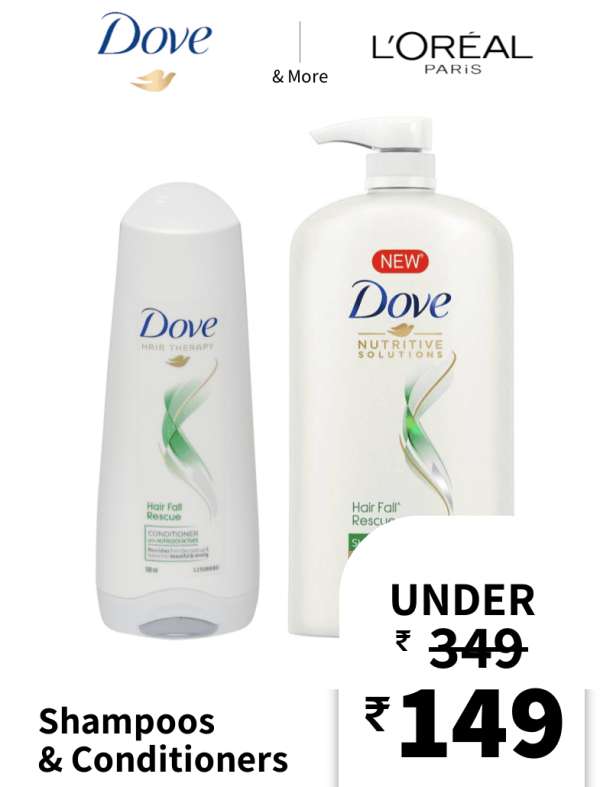 Dove
& More
L'ORÉAL
PARIS
Dove
HAIR THERAPY
Hair Fall
Rescue
CONDITIONER
NEW
Dove
NUTRITIVE
SOLUTIONS
Hair Fall^
Rescue
UNDER
₹ 349
₹149
Shampoos
& Conditioners